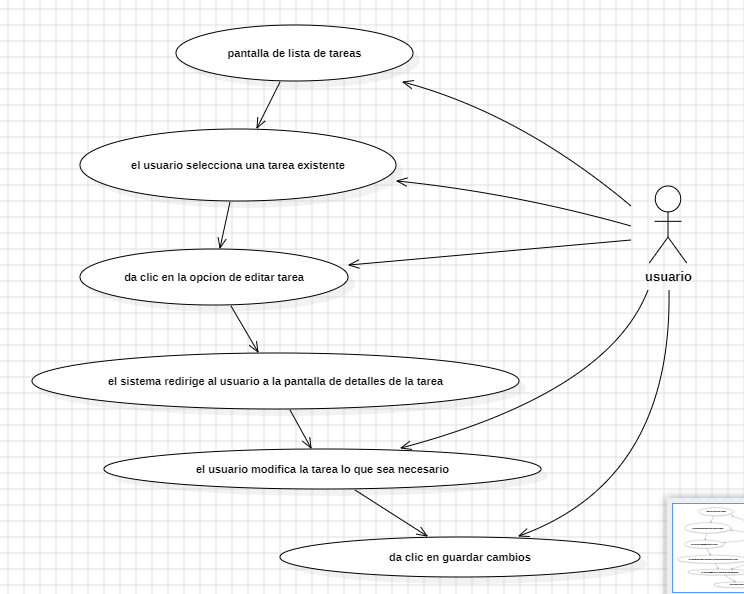 pantalla de lista de tareas
el usuario selecciona una tarea existente
da clic en la opcion de editar tarea
usuario
el sistema redirige al usuario a la pantalla de detalles de la tarea
el usuario modifica la tarea lo que sea necesario
da clic en guardar cambios